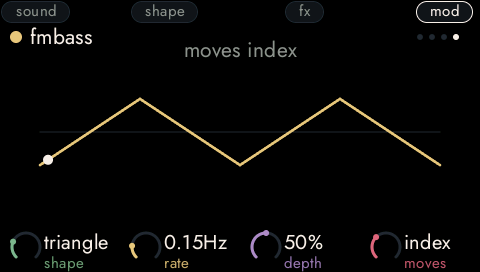 sound shape fx mod
fmbass
moves index
triangle 0.15Hz 50% index
shape rate depth moves